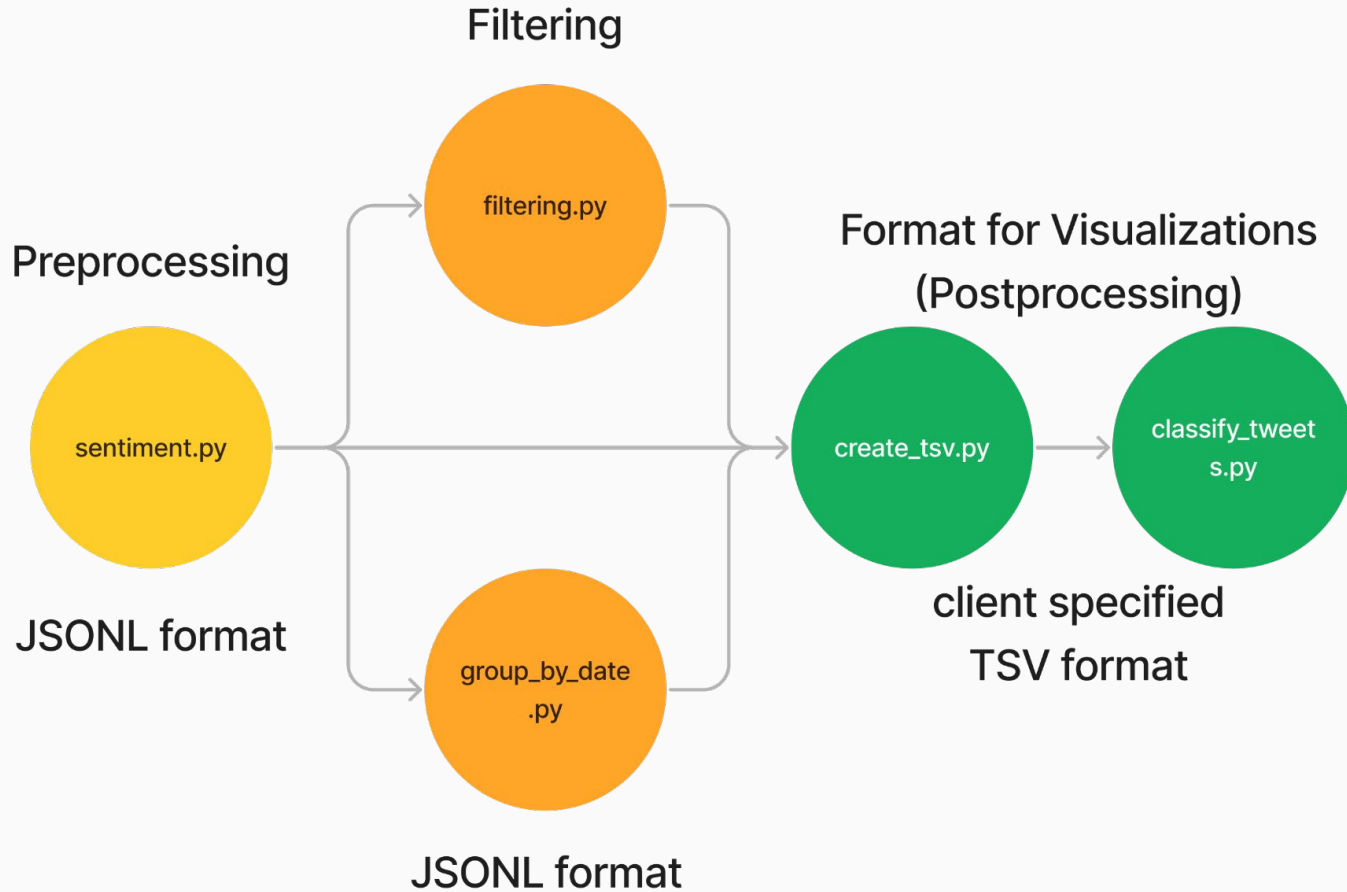 Filtering
filtering.py
Preprocessing
sentiment.py
JSONL format
group_by_date
.py
JSONL format
Format for Visualizations
(Postprocessing)
create_tsv.py
classify_tweet
s.py
client specified
TSV format